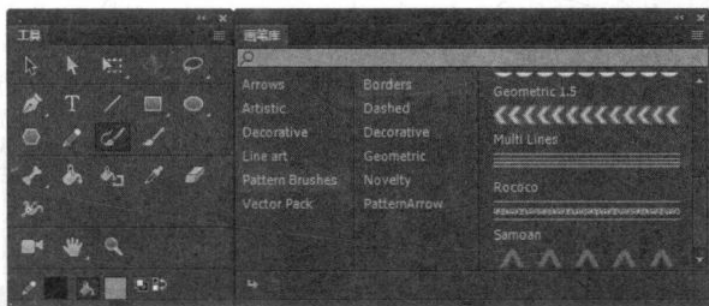 工具
画笔库
Arrows
Artistic
Decorative
Line art
Pattern Brushes
Vector Pack
Borders
Dashed
Decorative
Geometric
Novelty
PatternArrow
Geometric 1.5
Multi Lines
Rococo
Samoan